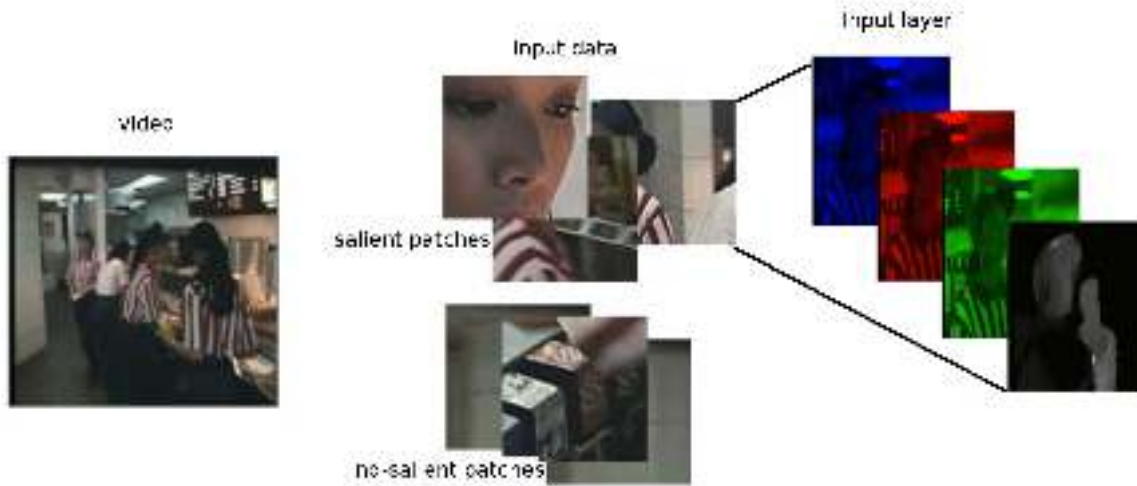 Input layer
Input data
video
salient patches
no-salient patches